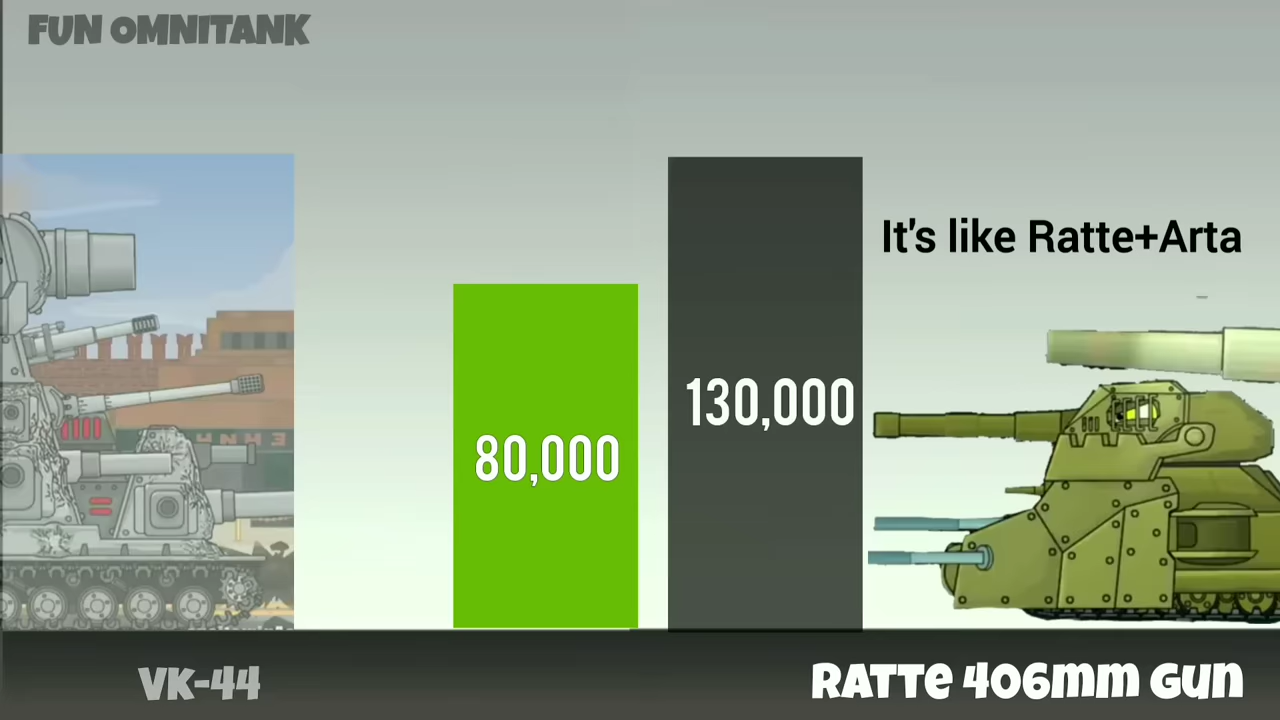 FUN OMNITANK
It's like Ratte+Arta
130,000
80,000
VK-44
RATTE 406mm GUN